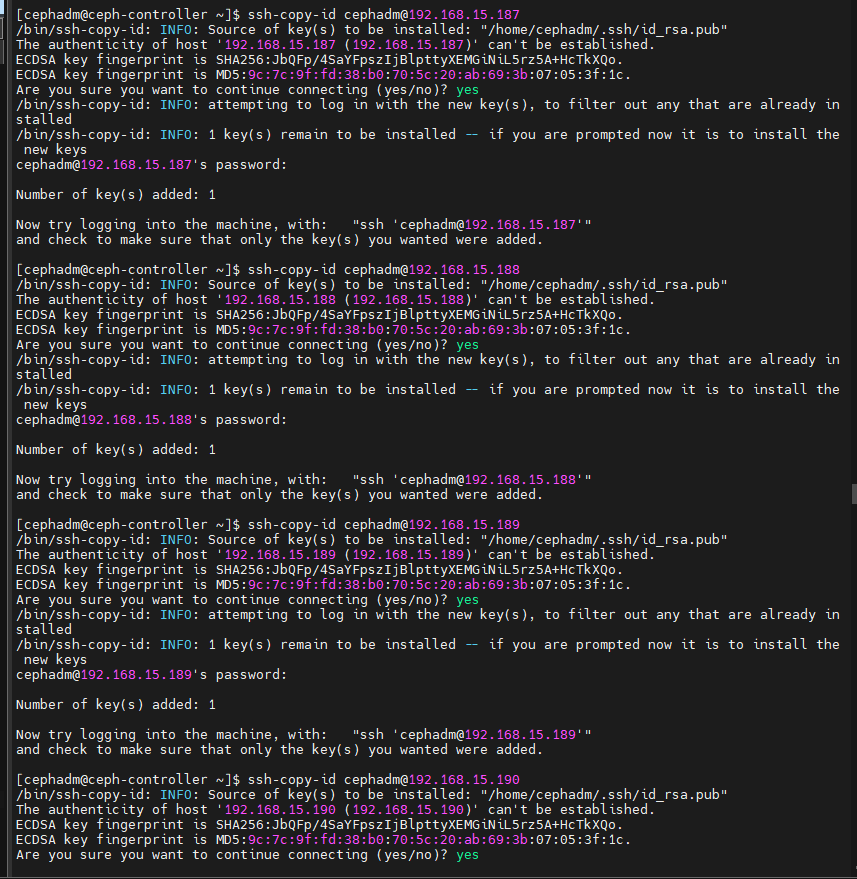 [cephadm@ceph-controller ~]$ ssh-copy-id cephadm@192.168.15.187
/bin/ssh-copy-id: INFO: Source of key(s) to be installed: "/home/cephadm/.ssh/id_rsa.pub"
The authenticity of host '192.168.15.187 (192.168.15.187)' can't be established.
ECDSA key fingerprint is SHA256:JbQFp/4SaYFpszIjBlpttyXEMGiNiL5rz5A+HcTkXQo.
ECDSA key fingerprint is MD5:9c:7c:9f:fd:38:b0:70:5c:20:ab:69:3b:07:05:3f:1c.
Are you sure you want to continue connecting (yes/no)? yes
/bin/ssh-copy-id: INFO: attempting to log in with the new key(s), to filter out any that are already in
stalled
/bin/ssh-copy-id: INFO: 1 key(s) remain to be installed -- if you are prompted now it is to install the
 new keys
cephadm@192.168.15.187's password:

Number of key(s) added: 1

Now try logging into the machine, with:   "ssh 'cephadm@192.168.15.187'"
and check to make sure that only the key(s) you wanted were added.

[cephadm@ceph-controller ~]$ ssh-copy-id cephadm@192.168.15.188
/bin/ssh-copy-id: INFO: Source of key(s) to be installed: "/home/cephadm/.ssh/id_rsa.pub"
The authenticity of host '192.168.15.188 (192.168.15.188)' can't be established.
ECDSA key fingerprint is SHA256:JbQFp/4SaYFpszIjBlpttyXEMGiNiL5rz5A+HcTkXQo.
ECDSA key fingerprint is MD5:9c:7c:9f:fd:38:b0:70:5c:20:ab:69:3b:07:05:3f:1c.
Are you sure you want to continue connecting (yes/no)? yes
/bin/ssh-copy-id: INFO: attempting to log in with the new key(s), to filter out any that are already in
stalled
/bin/ssh-copy-id: INFO: 1 key(s) remain to be installed -- if you are prompted now it is to install the
 new keys
cephadm@192.168.15.188's password:

Number of key(s) added: 1

Now try logging into the machine, with:   "ssh 'cephadm@192.168.15.188'"
and check to make sure that only the key(s) you wanted were added.

[cephadm@ceph-controller ~]$ ssh-copy-id cephadm@192.168.15.189
/bin/ssh-copy-id: INFO: Source of key(s) to be installed: "/home/cephadm/.ssh/id_rsa.pub"
The authenticity of host '192.168.15.189 (192.168.15.189)' can't be established.
ECDSA key fingerprint is SHA256:JbQFp/4SaYFpszIjBlpttyXEMGiNiL5rz5A+HcTkXQo.
ECDSA key fingerprint is MD5:9c:7c:9f:fd:38:b0:70:5c:20:ab:69:3b:07:05:3f:1c.
Are you sure you want to continue connecting (yes/no)? yes
/bin/ssh-copy-id: INFO: attempting to log in with the new key(s), to filter out any that are already in
stalled
/bin/ssh-copy-id: INFO: 1 key(s) remain to be installed -- if you are prompted now it is to install the
 new keys
cephadm@192.168.15.189's password:

Number of key(s) added: 1

Now try logging into the machine, with:   "ssh 'cephadm@192.168.15.189'"
and check to make sure that only the key(s) you wanted were added.

[cephadm@ceph-controller ~]$ ssh-copy-id cephadm@192.168.15.190
/bin/ssh-copy-id: INFO: Source of key(s) to be installed: "/home/cephadm/.ssh/id_rsa.pub"
The authenticity of host '192.168.15.190 (192.168.15.190)' can't be established.
ECDSA key fingerprint is SHA256:JbQFp/4SaYFpszIjBlpttyXEMGiNiL5rz5A+HcTkXQo.
ECDSA key fingerprint is MD5:9c:7c:9f:fd:38:b0:70:5c:20:ab:69:3b:07:05:3f:1c.
Are you sure you want to continue connecting (yes/no)? yes